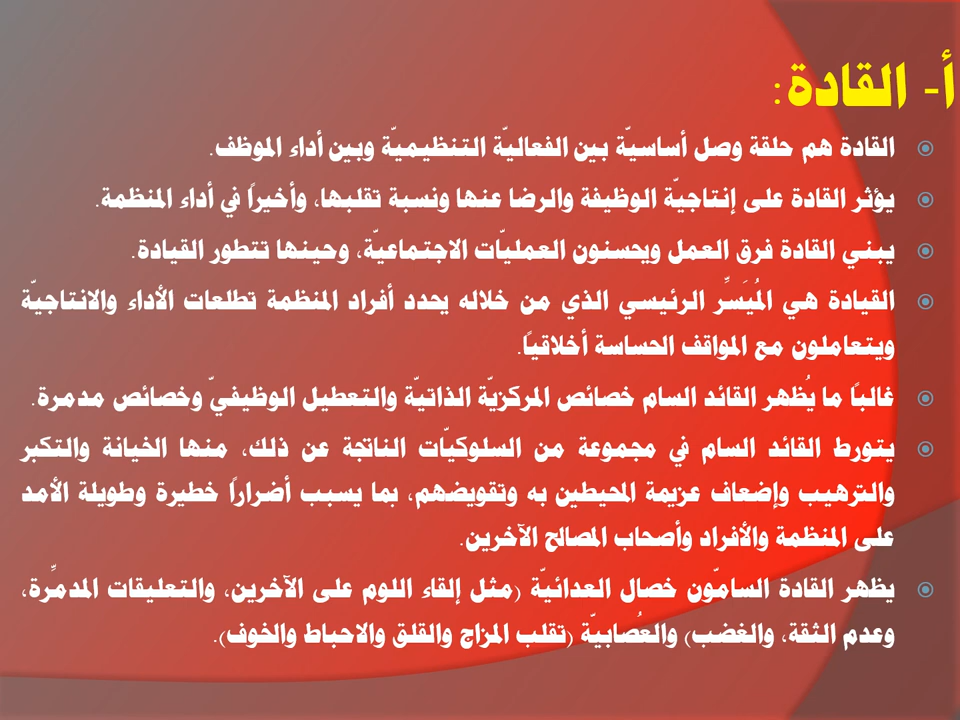 أ- القادة:
القادة هم حلقة وصل أساسيّة بين الفعاليّة التنظيميّة وبين أداء الموظف.
يؤثر القادة على إنتاجيّة الوظيفة والرضا عنها ونسبة تقلبها، وأخيراً في أداء المنظمة.
يبني القادة فرق العمل ويحسنون العمليّات الاجتماعيّة، وحينها تتطور القيادة.
القيادة هي المُيَسرِّ الرئيسي الذي من خلاله يحدد أفراد المنظمة تطلعات الأداء والانتاجيّة
ويتعاملون مع المواقف الحساسة أخلاقياً.
غالبًا ما يُظهر القائد السام خصائص المركزيّة الذاتيّة والتعطيل الوظيفيّ وخصائص مدمرة.
يتورط القائد السام في مجموعة من السلوكيّات الناتجة عن ذلك، منها الخيانة والتكبر
والترهيب وإضعاف عزيمة المحيطين به وتقويضهم، بما يسبب أضراراً خطيرة وطويلة الأمد
على المنظمة والأفراد وأصحاب المصالح الآخرين.
يظهر القادة السامّون خصال العدائيّة (مثل إلقاء اللوم على الآخرين، والتعليقات المدمِّرة،
وعدم الثقة، والغضب) والعُصابيّة (تقلب المزاج والقلق والاحباط والخوف).